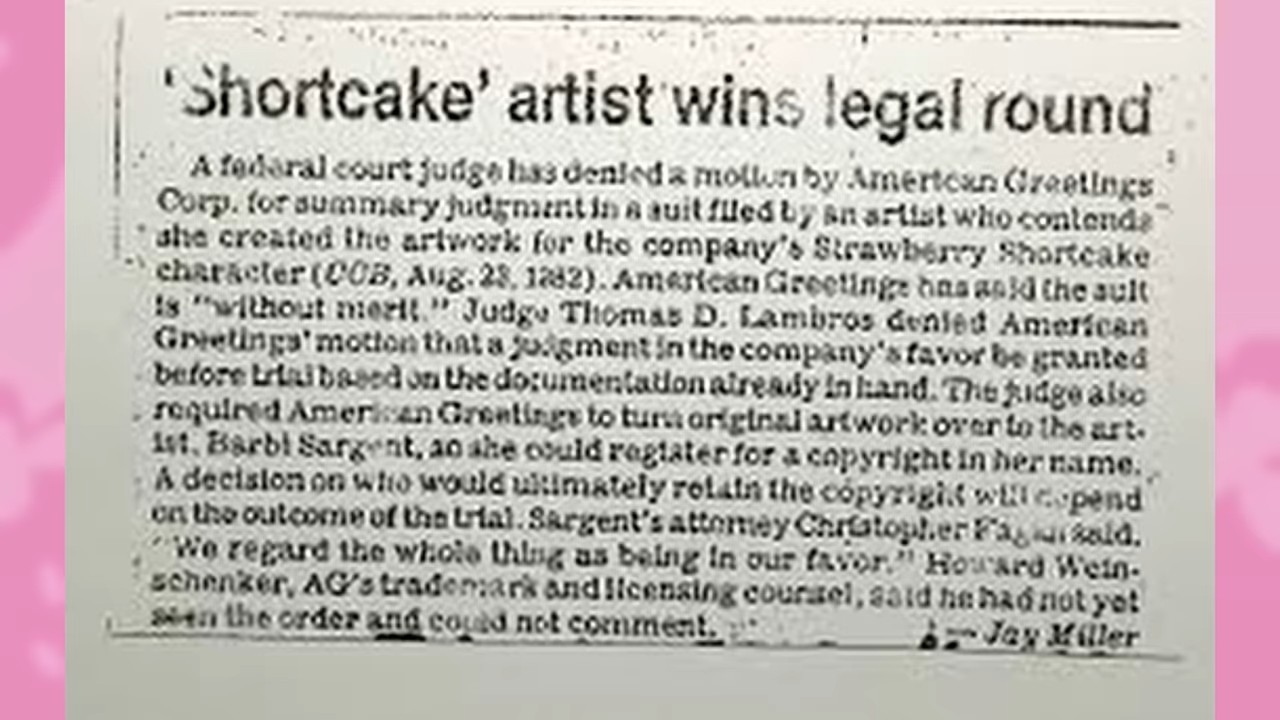 'Shortcake' artist wins legal round
A federal court judge has denied a motion by American Greetings
Corp. for summary judgment in a suit filed by an artist who contends
she created the artwork for the company's Strawberry Shortcake
character (CCB, Aug. 23, 1982). American Greetings has said the suit
is "without merit." Judge Thomas D. Lambros denied American
Greetings' motion that a judgment in the company's favor be granted
before trial based on the documentation already in hand. The judge also
required American Greetings to turn original artwork over to the art-
ist, Barbi Sargent, so she could register for a copyright in her name.
A decision on who would ultimately retain the copyright will depend
on the outcome of the trial. Sargent's attorney Christopher Fagan said,
"We regard the whole thing as being in our favor." Howard Wein-
schenker, AG's trademark and licensing counsel, said he had not yet
seen the order and could not comment.
— Jay Miller